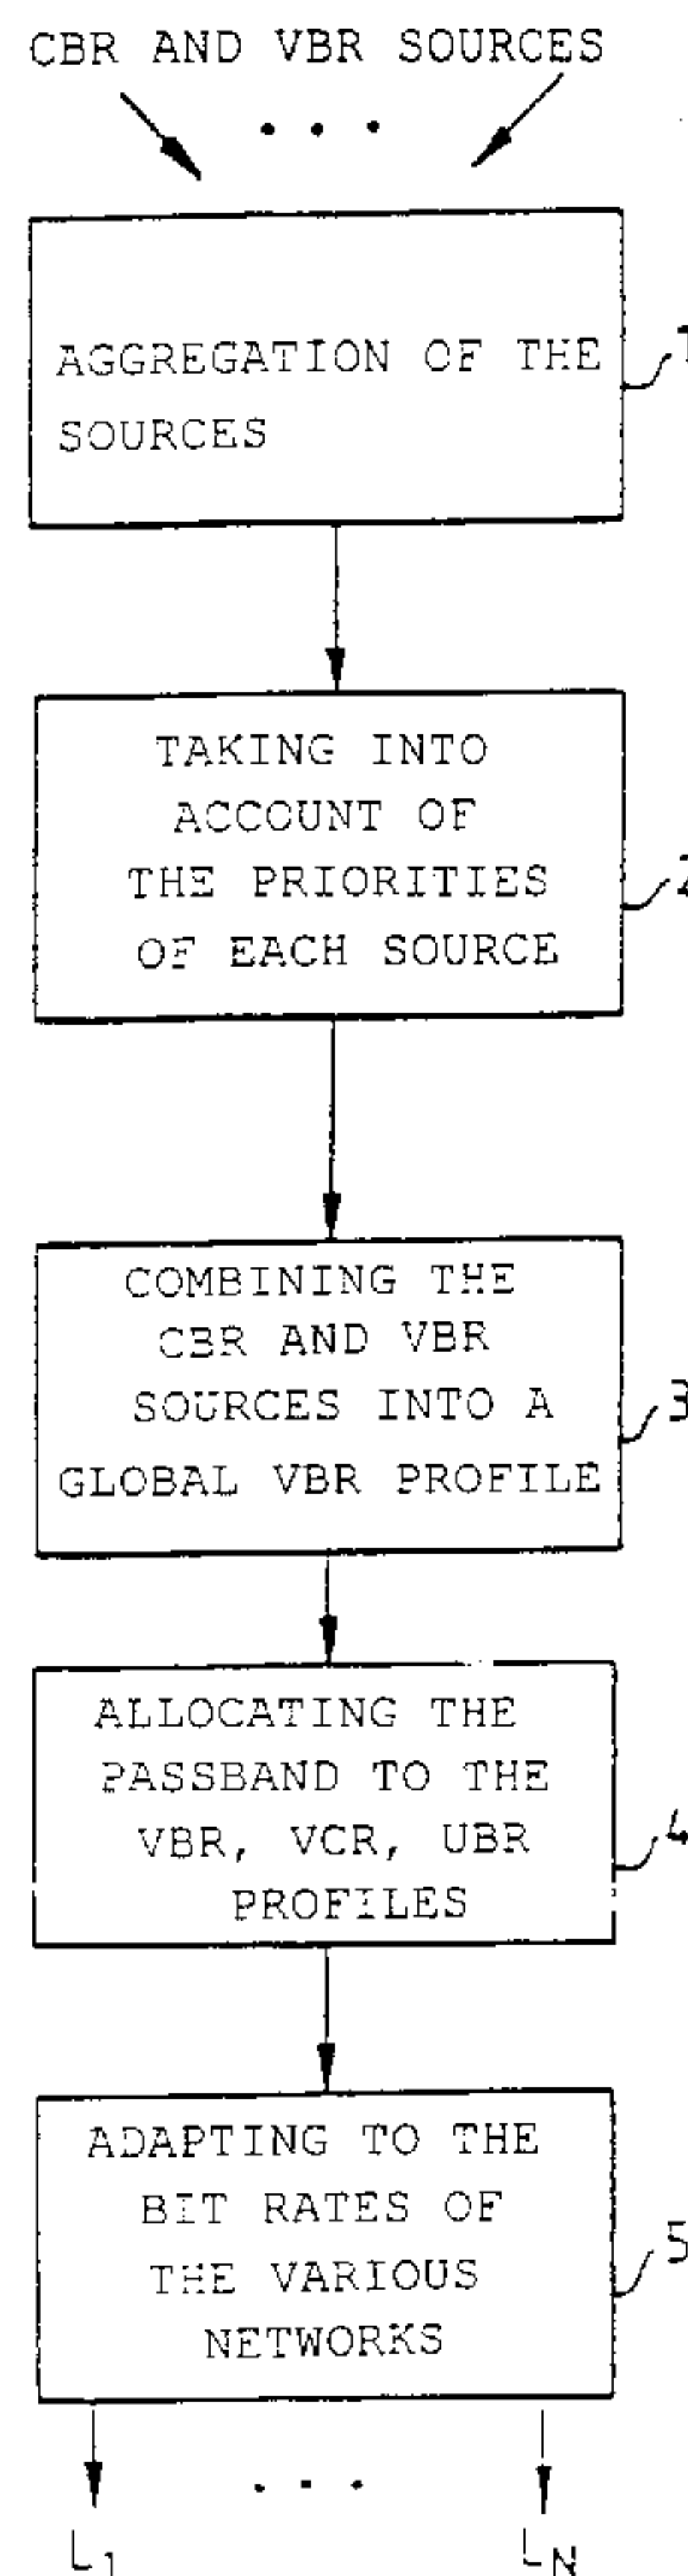 CBR AND VBR SOURCES
AGGREGATION OF THE
SOURCES
1
TAKING INTO
ACCOUNT OF
THE PRIORITIES
OF EACH SOURCE
2
COMBINING THE
CBR AND VBR
SOURCES INTO A
GLOBAL VBR PROFILE
3
ALLOCATING THE
PASSBAND TO THE
VBR, VCR, UBR
PROFILES
4
ADAPTING TO THE
BIT RATES OF
THE VARIOUS
NETWORKS
5
L1 LN